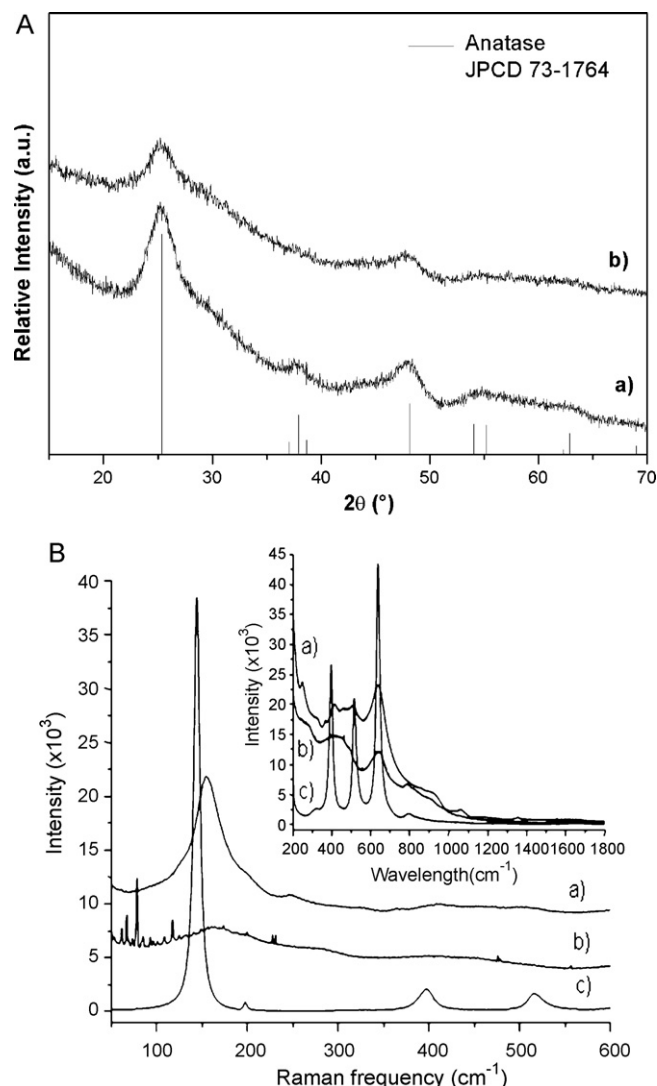 A
Relative Intensity (a.u.)
Anatase
JPCD 73-1764
b)
a)
20 30 40 50 60 70
2θ (°)
B
Intensity (x10³)
40
35
30
25
20
15
10
5
0
a)
b)
c)
100 200 300 400 500 600
Raman frequency (cm⁻¹)
Intensity (x10³)
45
40
35
30
25
20
15
10
5
0
a)
b)
c)
200 400 600 800 1000 1200 1400 1600 1800
Wavelength(cm⁻¹)